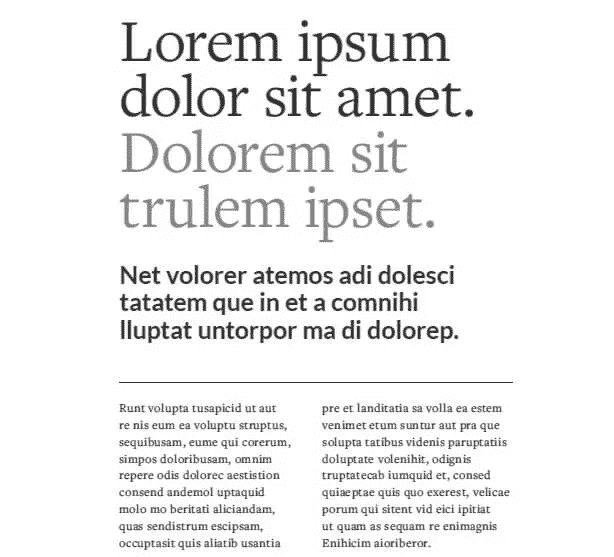 Lorem ipsum
dolor sit amet.
Dolorem sit
trulem ipset.
Net volorer atemos adi dolesci
tatatem que in et a comnihi
lluptat untorpor ma di dolorep.
Runt volupta tusapicid ut aut
re nis eum ea voluptu struptus,
sequibusam, eume qui corerum,
simpos doloribusam, omnim
repere odis dolorec aestistion
consend andemol uptaquid
molo mo beritati aliciandam,
quas sendistrum escipsam,
occuptasit quis aliatib usantia
pre et landitatia sa volla ea estem
venimet etum suntur aut pra que
solupta tatibus videnis paruptatiis
doluptate volenihit, odignis
truptatecab iumquid et, consed
quiaeptae quis quo exerest, velicae
porum qui sitent vid eici ipitiat
ut quam as sequam re enimagnis
Enihicim aioriberor.